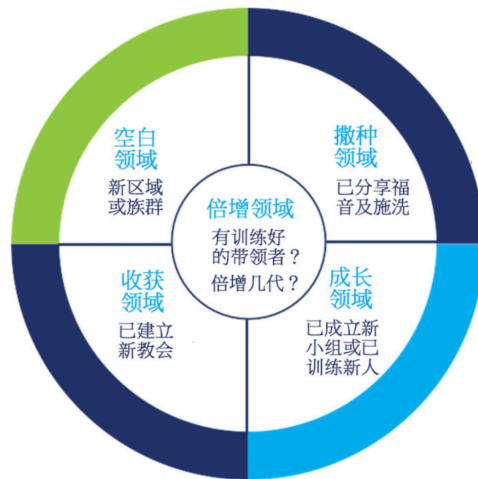 空白
领域
新区域
或族群
撒种
领域
已分享福
音及施洗
倍增领域
有训练好
的带领者？
倍增几代？
收获
领域
已建立
新教会
成长
领域
已成立新
小组或已
训练新人